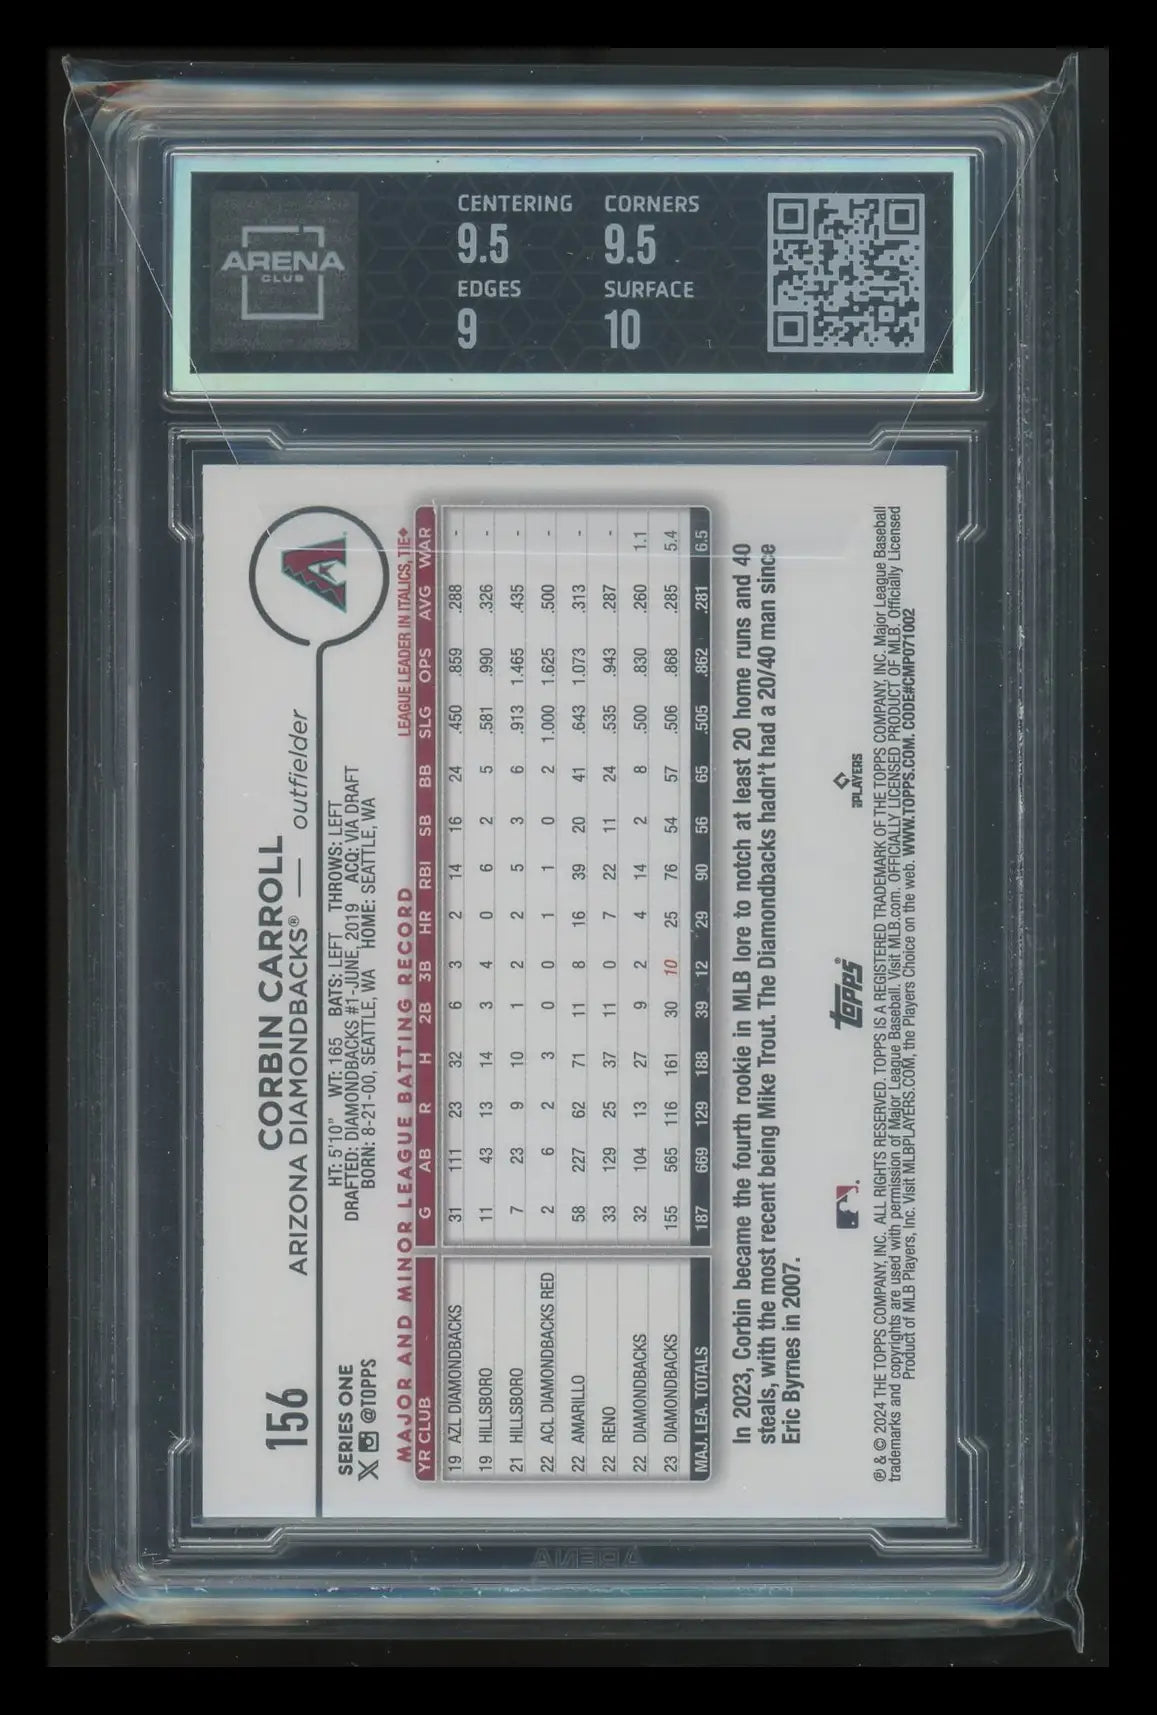 ARENA
CLUB
CENTERING CORNERS
9.5 9.5
EDGES SURFACE
9 10
156 CORBIN CARROLL
ARIZONA DIAMONDBACKS® — outfielder
A
SERIES ONE HT: 5'10" WT: 165 BATS: LEFT THROWS: LEFT
@TOPPS DRAFTED: DIAMONDBACKS #1-JUNE, 2019 ACQ: VIA DRAFT
BORN: 8-21-00, SEATTLE, WA HOME: SEATTLE, WA
MAJOR AND MINOR LEAGUE BATTING RECORD LEAGUE LEADER IN ITALICS, TIE♦
YR CLUB G AB R H 2B 3B HR RBI SB BB SLG OPS AVG WAR
19 AZL DIAMONDBACKS 31 111 23 32 6 3 2 14 16 24 .450 .859 .288 -
19 HILLSBORO 11 43 13 14 3 4 0 6 2 5 .581 .990 .326 -
21 HILLSBORO 7 23 9 10 1 2 2 5 3 6 .913 1.465 .435 -
22 ACL DIAMONDBACKS RED 2 6 2 3 0 0 1 1 0 2 1.000 1.625 .500 -
22 AMARILLO 58 227 62 71 11 8 16 39 20 41 .643 1.073 .313 -
22 RENO 33 129 25 37 11 0 7 22 11 24 .535 .943 .287 -
22 DIAMONDBACKS 32 104 13 27 9 2 4 14 2 8 .500 .830 .260 1.1
23 DIAMONDBACKS 155 565 116 161 30 10 25 76 54 57 .506 .868 .285 5.4
MAJ. LEA. TOTALS 187 669 129 188 39 12 29 90 56 65 .505 .862 .281 6.5
In 2023, Corbin became the fourth rookie in MLB lore to notch at least 20 home runs and 40
steals, with the most recent being Mike Trout. The Diamondbacks hadn't had a 20/40 man since
Eric Byrnes in 2007.
topps® PLAYERS
℗ & © 2024 THE TOPPS COMPANY, INC. ALL RIGHTS RESERVED. TOPPS IS A REGISTERED TRADEMARK OF THE TOPPS COMPANY, INC. Major League Baseball
trademarks and copyrights are used with permission of Major League Baseball. Visit MLB.com. OFFICIALLY LICENSED PRODUCT OF MLB. Officially Licensed
Product of MLB Players, Inc. Visit MLBPLAYERS.COM, the Players Choice on the web. WWW.TOPPS.COM. CODE#CMP071002
ARENA